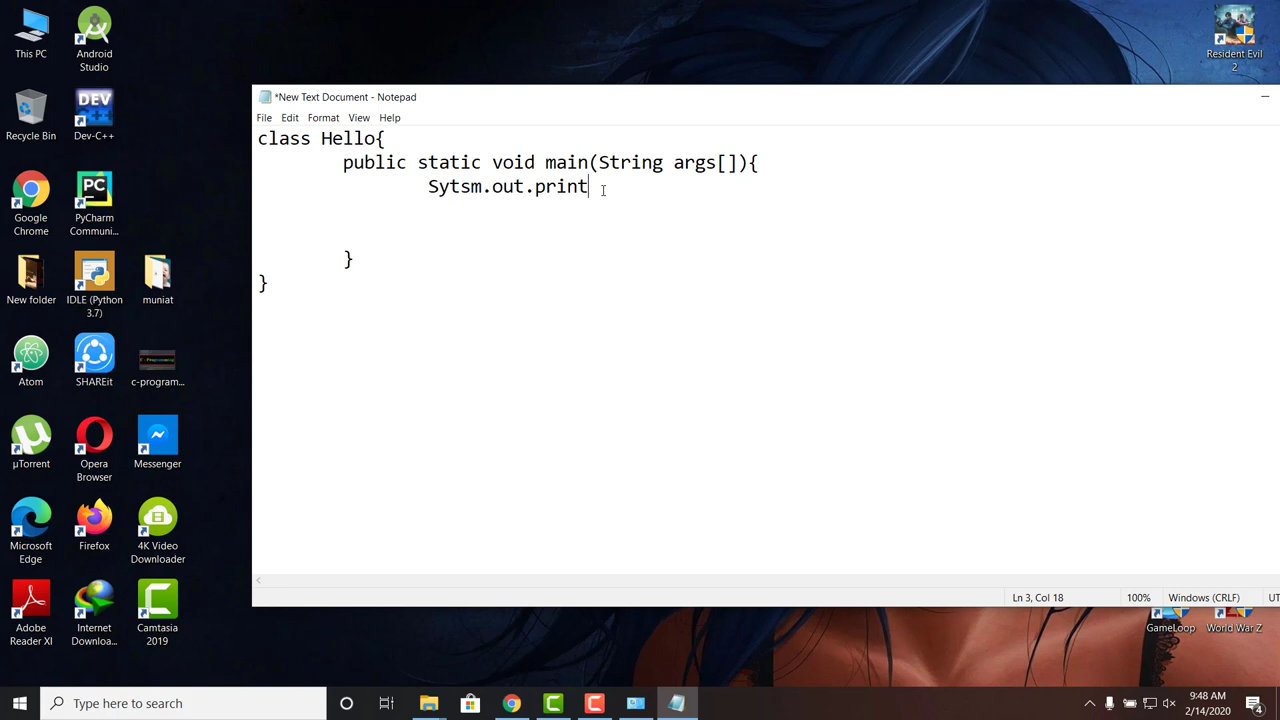 This PC
Android
Studio
Resident Evil
2
Recycle Bin
DEV
Dev-C++
*New Text Document - Notepad
File Edit Format View Help
class Hello{
public static void main(String args[]){
Sytsm.out.print
}
}
Google
Chrome
PC
PyCharm
Communi...
New folder
IDLE (Python
3.7)
muniat
Atom
SHAREit
c-program...
µTorrent
Opera
Browser
Messenger
Microsoft
Edge
Firefox
4K Video
Downloader
Adobe
Reader XI
Internet
Downloa...
Camtasia
2019
Ln 3, Col 18 100% Windows (CRLF) UT
GameLoop
World War Z
Type here to search
9:48 AM
2/14/2020
4